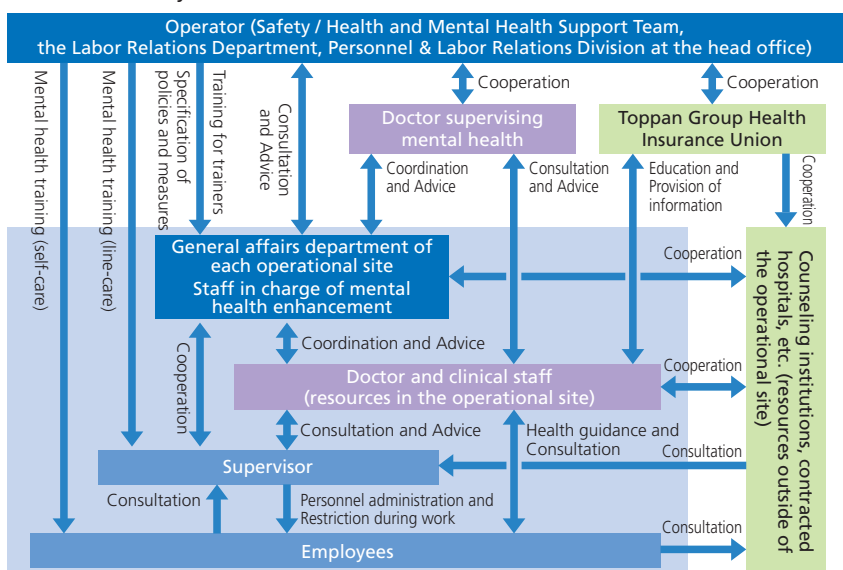 Operator (Safety / Health and Mental Health Support Team,
the Labor Relations Department, Personnel & Labor Relations Division at the head office)
Mental health training (self-care)
Mental health training (line-care)
Specification of
policies and measures
Training for trainers
Consultation
and Advice
Cooperation
Cooperation
Doctor supervising
mental health
Toppan Group Health
Insurance Union
Coordination
and Advice
Consultation
and Advice
Education and
Provision of
information
Cooperation
General affairs department of
each operational site
Staff in charge of mental
health enhancement
Cooperation
Counseling institutions, contracted
hospitals, etc. (resources outside of
the operational site)
Cooperation
Coordination and Advice
Doctor and clinical staff
(resources in the operational site)
Cooperation
Consultation and Advice
Health guidance and
Consultation
Consultation
Supervisor
Consultation
Personnel administration and
Restriction during work
Consultation
Employees